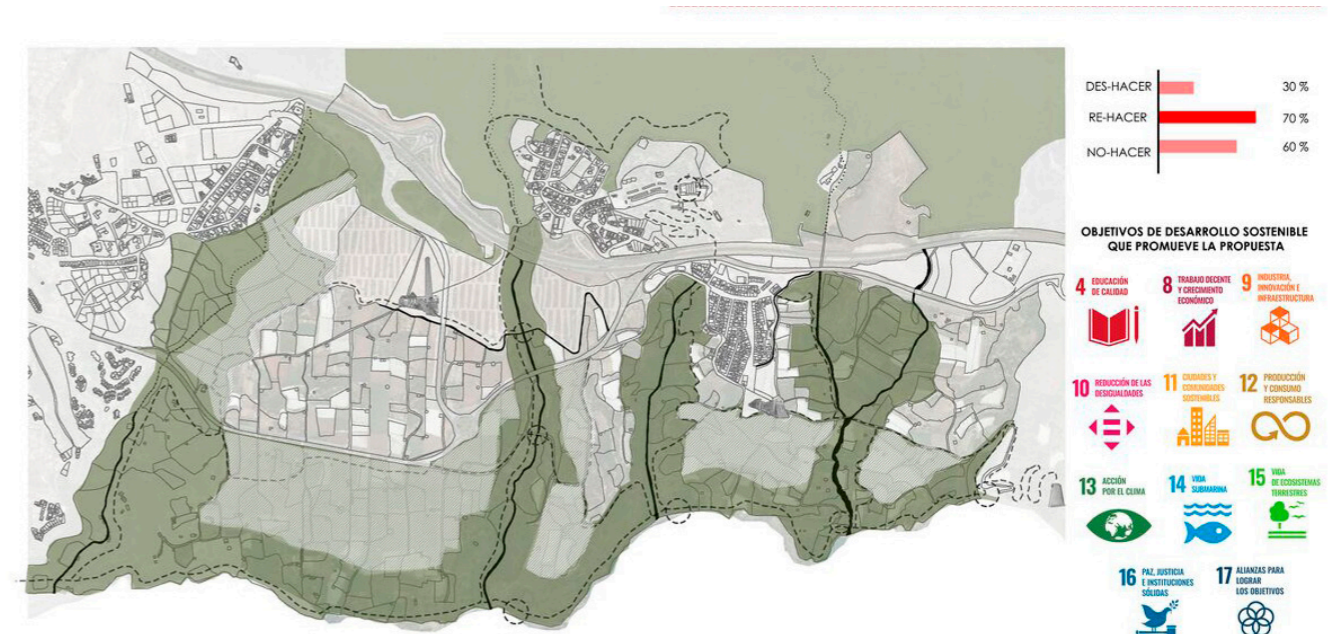 DES-HACER 30 %
RE-HACER 70 %
NO-HACER 60 %
OBJETIVOS DE DESARROLLO SOSTENIBLE
QUE PROMUEVE LA PROPUESTA
4 EDUCACIÓN
DE CALIDAD
8 TRABAJO DECENTE
Y CRECIMIENTO
ECONÓMICO
9 INDUSTRIA,
INNOVACIÓN E
INFRAESTRUCTURA
10 REDUCCIÓN DE LAS
DESIGUALDADES
11 CIUDADES Y
COMUNIDADES
SOSTENIBLES
12 PRODUCCIÓN
Y CONSUMO
RESPONSABLES
13 ACCIÓN
POR EL CLIMA
14 VIDA
SUBMARINA
15 VIDA
DE ECOSISTEMAS
TERRESTRES
16 PAZ, JUSTICIA
E INSTITUCIONES
SÓLIDAS
17 ALIANZAS PARA
LOGRAR
LOS OBJETIVOS